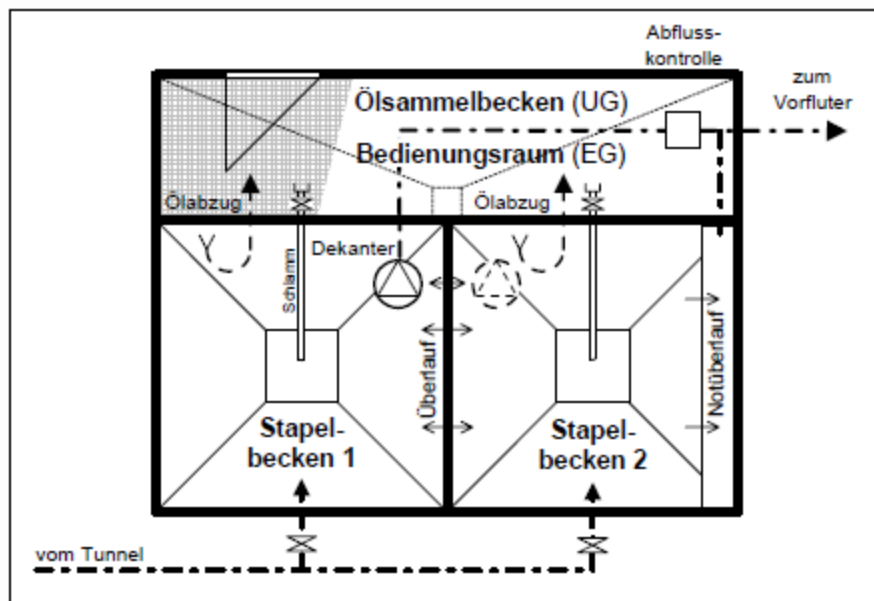 Abfluss-
kontrolle
zum
Vorfluter
Ölsammelbecken (UG)
Bedienungsraum (EG)
Ölabzug
Ölabzug
Dekanter
Schlamm
Überlauf
Notüberlauf
Stapel-
becken 1
Stapel-
becken 2
vom Tunnel